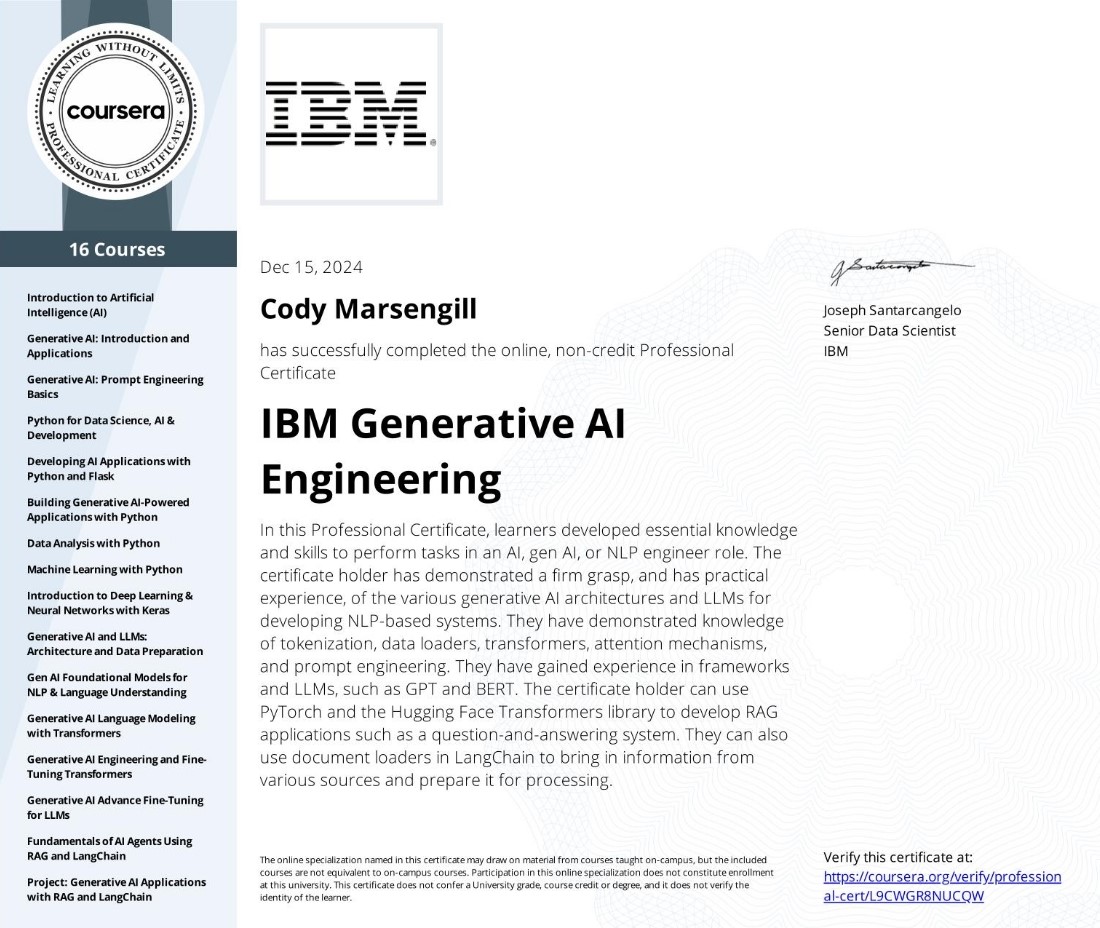 LEARNING WITHOUT LIMITS
coursera
PROFESSIONAL CERTIFICATE
16 Courses
Introduction to Artificial
Intelligence (AI)
Generative AI: Introduction and
Applications
Generative AI: Prompt Engineering
Basics
Python for Data Science, AI &
Development
Developing AI Applications with
Python and Flask
Building Generative AI-Powered
Applications with Python
Data Analysis with Python
Machine Learning with Python
Introduction to Deep Learning &
Neural Networks with Keras
Generative AI and LLMs:
Architecture and Data Preparation
Gen AI Foundational Models for
NLP & Language Understanding
Generative AI Language Modeling
with Transformers
Generative AI Engineering and Fine-
Tuning Transformers
Generative AI Advance Fine-Tuning
for LLMs
Fundamentals of AI Agents Using
RAG and LangChain
Project: Generative AI Applications
with RAG and LangChain
IBM®
Dec 15, 2024
Cody Marsengill
has successfully completed the online, non-credit Professional
Certificate
IBM Generative AI
Engineering
In this Professional Certificate, learners developed essential knowledge
and skills to perform tasks in an AI, gen AI, or NLP engineer role. The
certificate holder has demonstrated a firm grasp, and has practical
experience, of the various generative AI architectures and LLMs for
developing NLP-based systems. They have demonstrated knowledge
of tokenization, data loaders, transformers, attention mechanisms,
and prompt engineering. They have gained experience in frameworks
and LLMs, such as GPT and BERT. The certificate holder can use
PyTorch and the Hugging Face Transformers library to develop RAG
applications such as a question-and-answering system. They can also
use document loaders in LangChain to bring in information from
various sources and prepare it for processing.
The online specialization named in this certificate may draw on material from courses taught on-campus, but the included
courses are not equivalent to on-campus courses. Participation in this online specialization does not constitute enrollment
at this university. This certificate does not confer a University grade, course credit or degree, and it does not verify the
identity of the learner.
J Santarcangelo
Joseph Santarcangelo
Senior Data Scientist
IBM
Verify this certificate at:
https://coursera.org/verify/profession
al-cert/L9CWGR8NUCQW